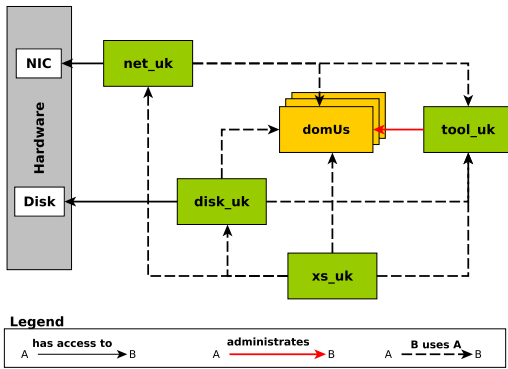 NIC
net_uk
Hardware
domUs
tool_uk
Disk
disk_uk
xs_uk
Legend
A has access to B
A administrates B
A B uses A B